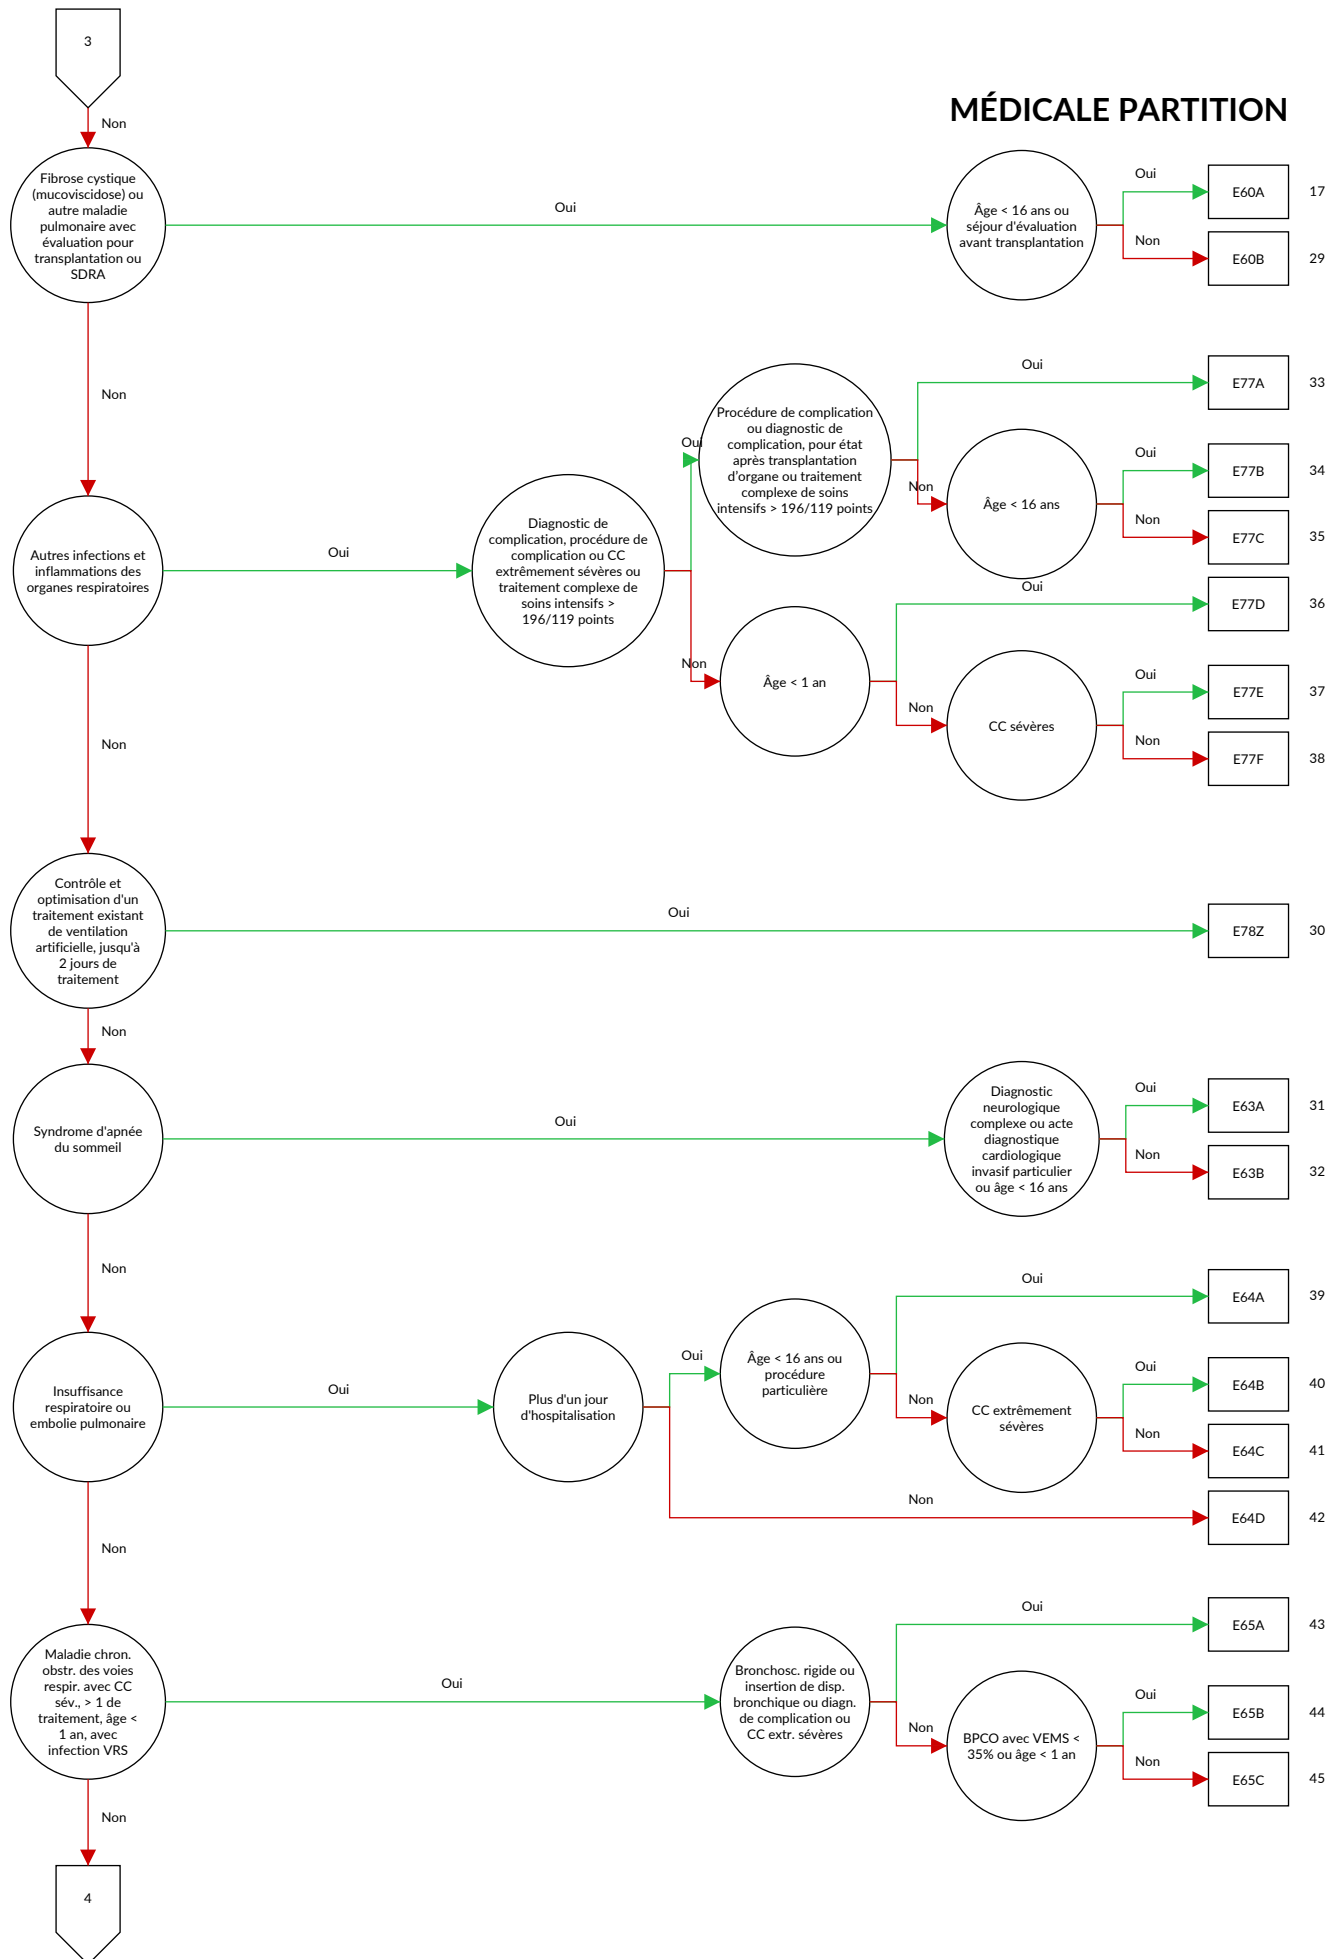 3
Non
MÉDICALE PARTITION
Fibrose cystique
(mucoviscidose) ou
autre maladie
pulmonaire avec
évaluation pour
transplantation ou
SDRA
Oui
Âge < 16 ans ou
séjour d'évaluation
avant transplantation
Oui
E60A
17
Non
E60B
29
Non
Autres infections et
inflammations des
organes respiratoires
Oui
Diagnostic de
complication, procédure de
complication ou CC
extrêmement sévères ou
traitement complexe de
soins intensifs >
196/119 points
Oui
Procédure de complication
ou diagnostic de
complication, pour état
après transplantation
d'organe ou traitement
complexe de soins
intensifs > 196/119 points
Oui
E77A
33
Non
Âge < 16 ans
Oui
E77B
34
Non
E77C
35
Non
Âge < 1 an
Oui
E77D
36
Non
CC sévères
Oui
E77E
37
Non
E77F
38
Non
Contrôle et
optimisation d'un
traitement existant
de ventilation
artificielle, jusqu'à
2 jours de
traitement
Oui
E78Z
30
Non
Syndrome d'apnée
du sommeil
Oui
Diagnostic
neurologique
complexe ou acte
diagnostique
cardiologique
invasif particulier
ou âge < 16 ans
Oui
E63A
31
Non
E63B
32
Non
Insuffisance
respiratoire ou
embolie pulmonaire
Oui
Plus d'un jour
d'hospitalisation
Oui
Âge < 16 ans ou
procédure
particulière
Oui
E64A
39
Non
CC extrêmement
sévères
Oui
E64B
40
Non
E64C
41
Non
E64D
42
Non
Maladie chron.
obstr. des voies
respir. avec CC
sév., > 1 de
traitement, âge <
1 an, avec
infection VRS
Oui
Bronchosc. rigide ou
insertion de disp.
bronchique ou diagn.
de complication ou
CC extr. sévères
Oui
E65A
43
Non
BPCO avec VEMS <
35% ou âge < 1 an
Oui
E65B
44
Non
E65C
45
Non
4